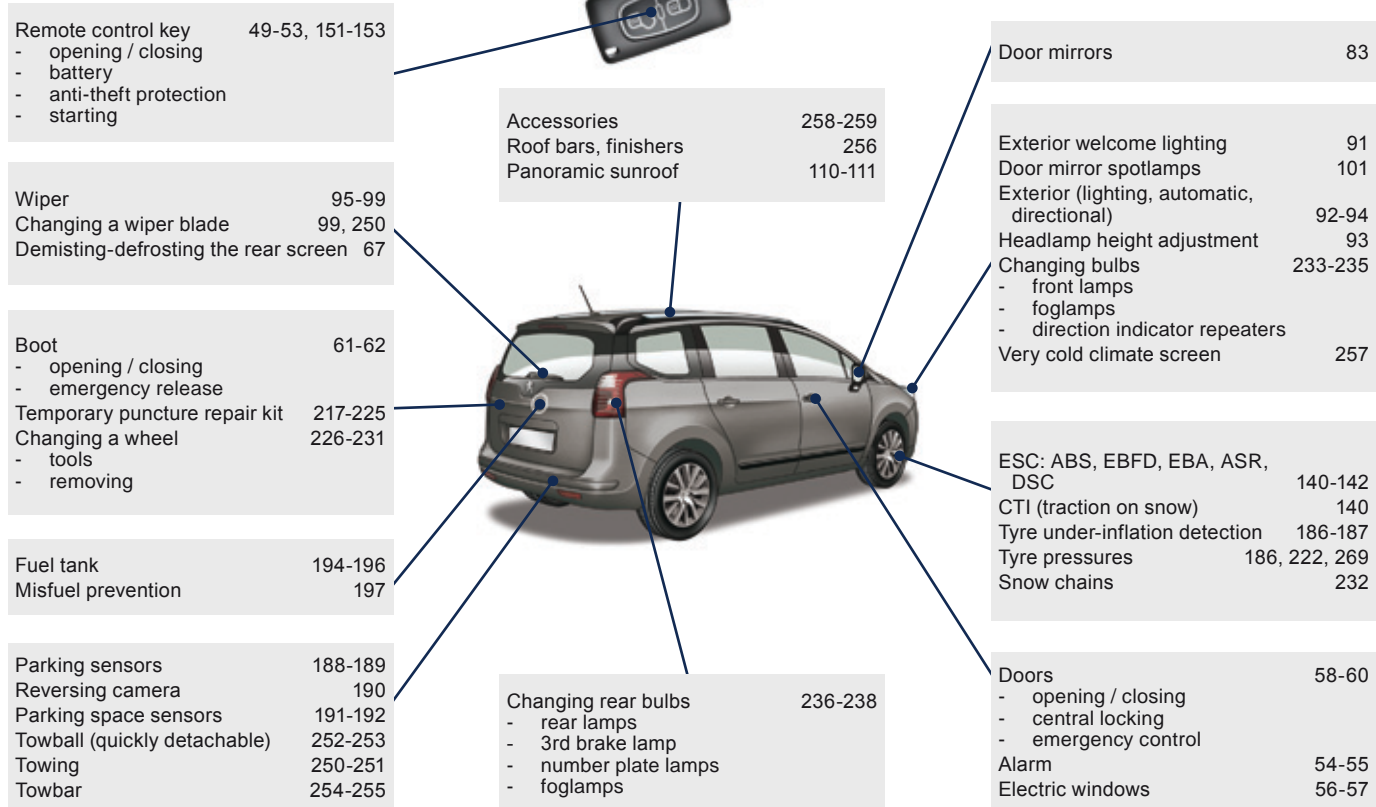 Remote control key 49-53, 151-153
- opening / closing
- battery
- anti-theft protection
- starting
Wiper 95-99
Changing a wiper blade 99, 250
Demisting-defrosting the rear screen 67
Boot 61-62
- opening / closing
- emergency release
Temporary puncture repair kit 217-225
Changing a wheel 226-231
- tools
- removing
Fuel tank 194-196
Misfuel prevention 197
Parking sensors 188-189
Reversing camera 190
Parking space sensors 191-192
Towball (quickly detachable) 252-253
Towing 250-251
Towbar 254-255
Accessories 258-259
Roof bars, finishers 256
Panoramic sunroof 110-111
Changing rear bulbs 236-238
- rear lamps
- 3rd brake lamp
- number plate lamps
- foglamps
Door mirrors 83
Exterior welcome lighting 91
Door mirror spotlamps 101
Exterior (lighting, automatic,
directional) 92-94
Headlamp height adjustment 93
Changing bulbs 233-235
- front lamps
- foglamps
- direction indicator repeaters
Very cold climate screen 257
ESC: ABS, EBFD, EBA, ASR,
DSC 140-142
CTI (traction on snow) 140
Tyre under-inflation detection 186-187
Tyre pressures 186, 222, 269
Snow chains 232
Doors 58-60
- opening / closing
- central locking
- emergency control
Alarm 54-55
Electric windows 56-57